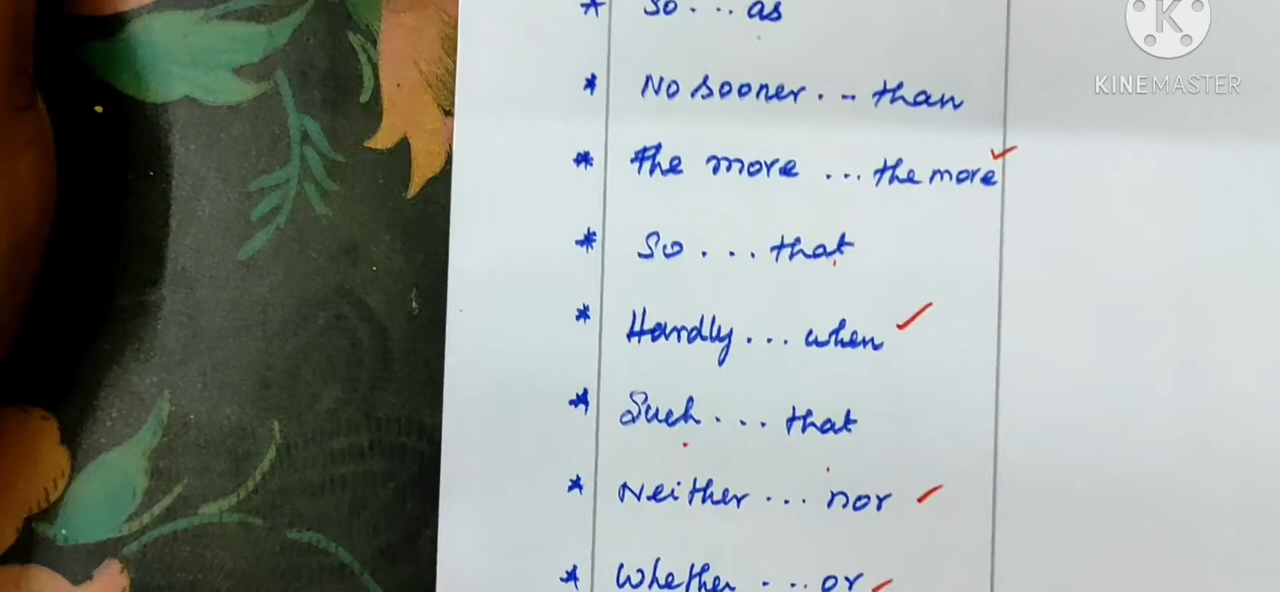 * So... as
K
KINEMASTER
* No sooner. .. than
* The more ... the more
* So ... that
* Hardly ... when
* Such ... that
* Neither ... nor
* Whether ... or